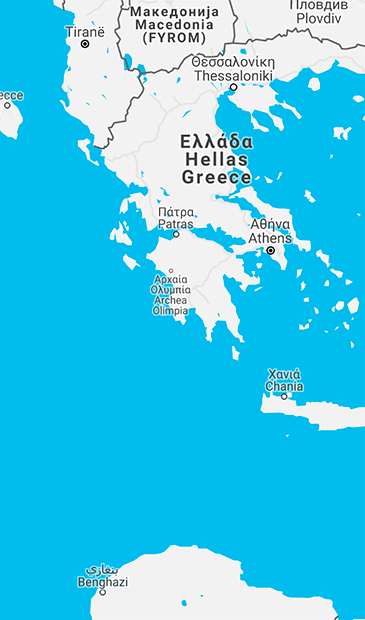 Македонија
Macedonia
(FYROM)
Пловдив
Plovdiv
Tiranë
Θεσσαλονίκη
Thessaloniki
ecce
Ελλάδα
Hellas
Greece
Πάτρα
Patras
Αθήνα
Athens
Αρχαία
Ολυμπία
Archea
Olimpia
Χανιά
Chania
بنغازي
Benghazi